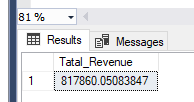 81 %
Results Messages
Tatal_Revenue
1 817860.05083847